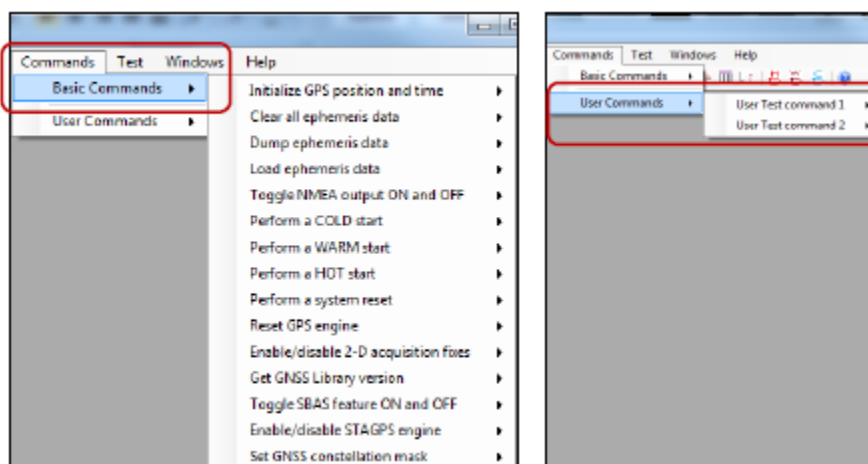 Commands Test Windows Help
Basic Commands
User Commands
Initialize GPS position and time
Clear all ephemeris data
Dump ephemeris data
Load ephemeris data
Toggle NMEA output ON and OFF
Perform a COLD start
Perform a WARM start
Perform a HOT start
Perform a system reset
Reset GPS engine
Enable/disable 2-D acquisition fixes
Get GNSS Library version
Toggle SBAS feature ON and OFF
Enable/disable STAGPS engine
Set GNSS constellation mask
Commands Test Windows Help
Basic Commands
User Commands
User Test command 1
User Test command 2